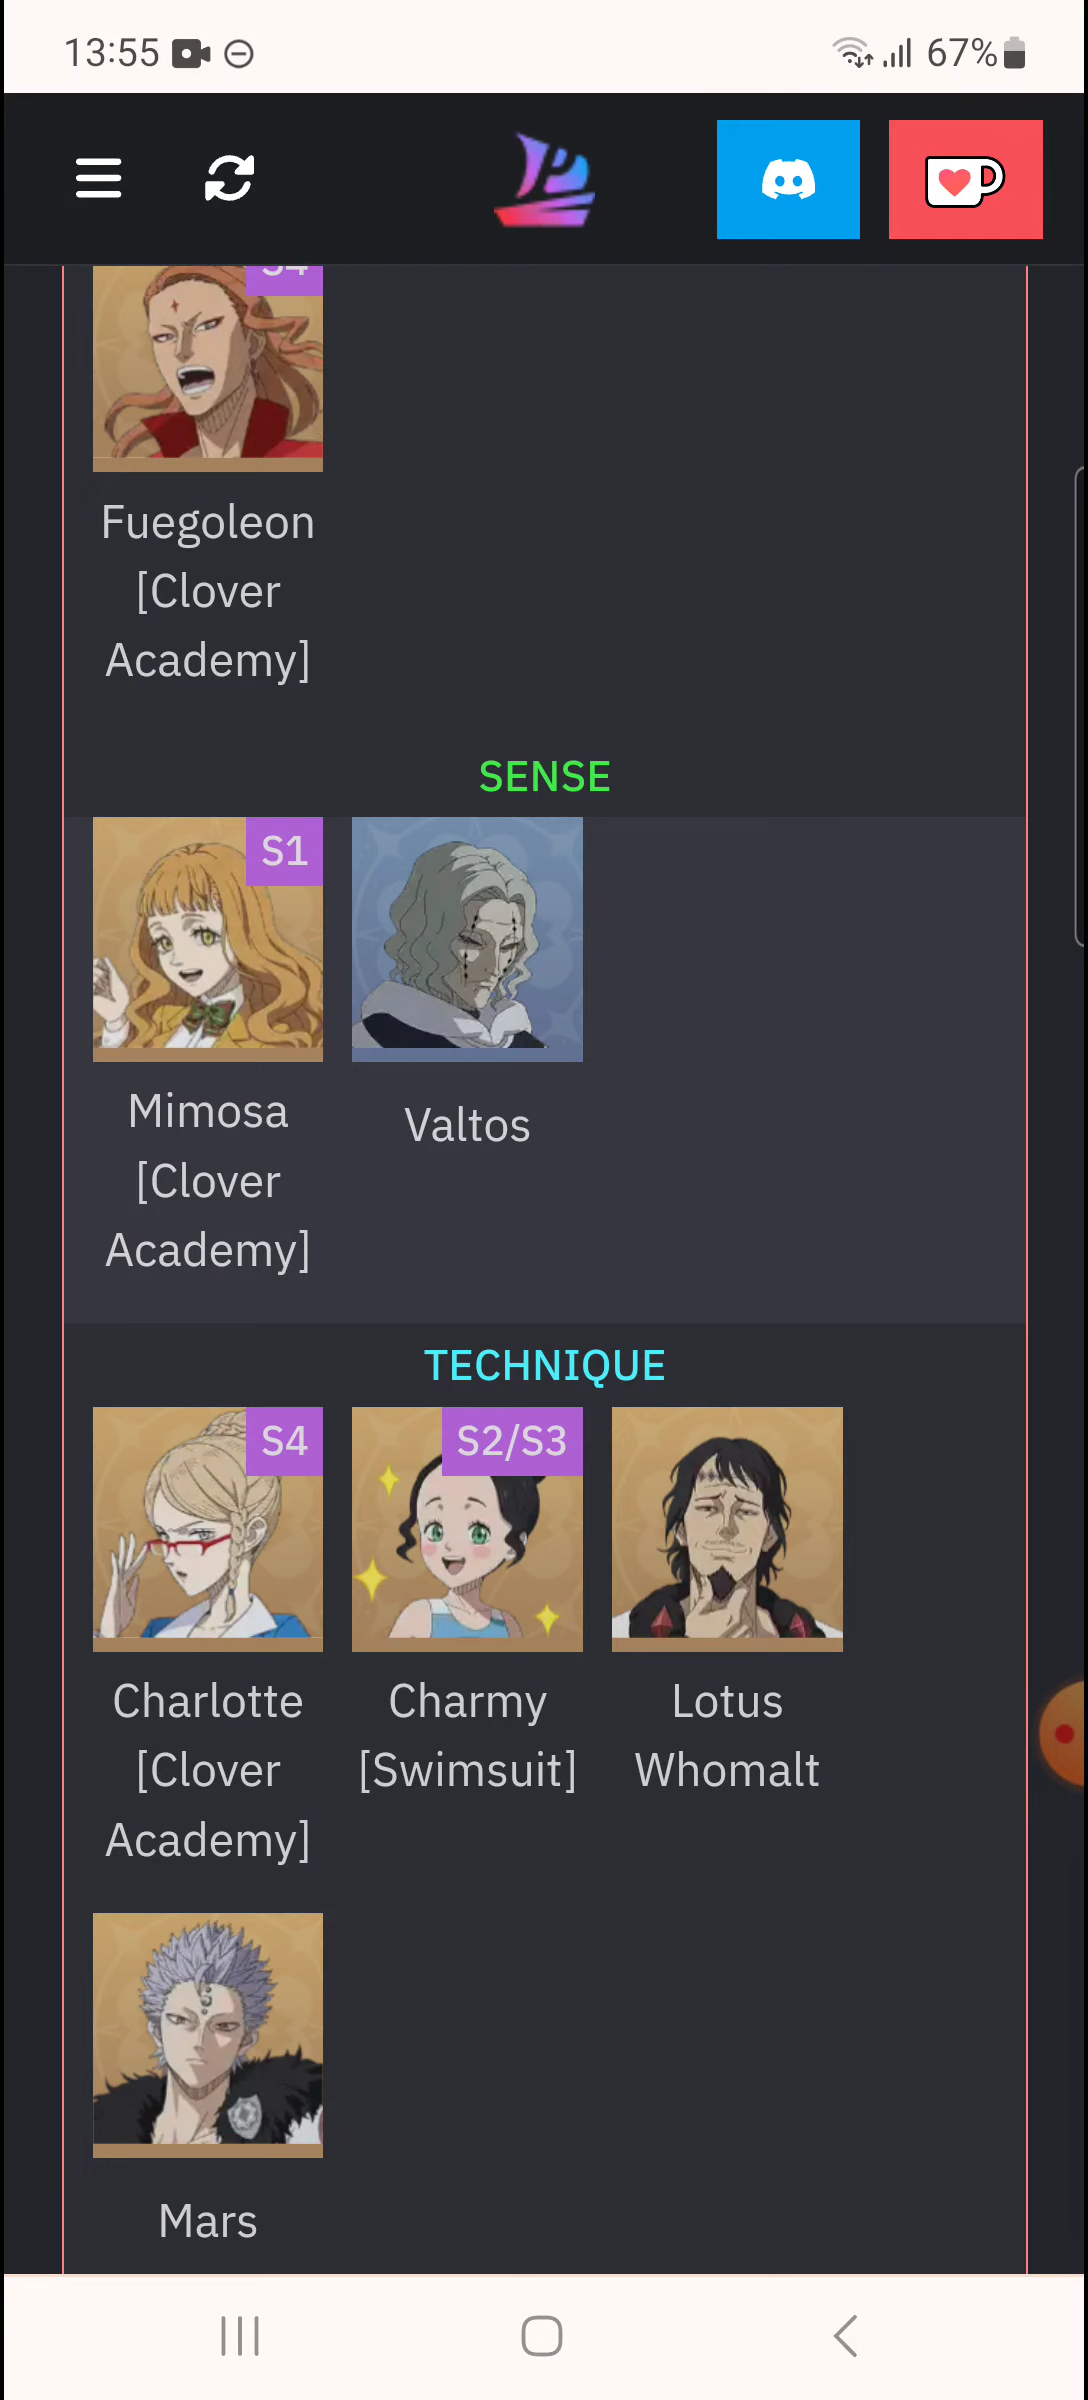 13:55
67%
S4
Fuegoleon
[Clover
Academy]
SENSE
S1
Mimosa
[Clover
Academy]
Valtos
TECHNIQUE
S4
S2/S3
Charlotte
[Clover
Academy]
Charmy
[Swimsuit]
Lotus
Whomalt
Mars